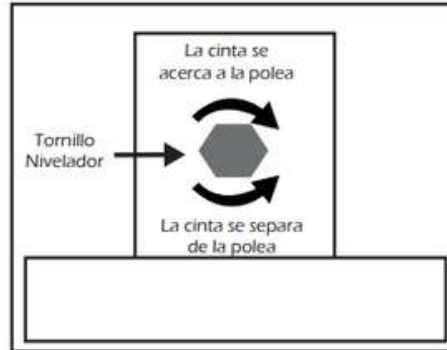 La cinta se
acerca a la polea
Tornillo
Nivelador
La cinta se separa
de la polea